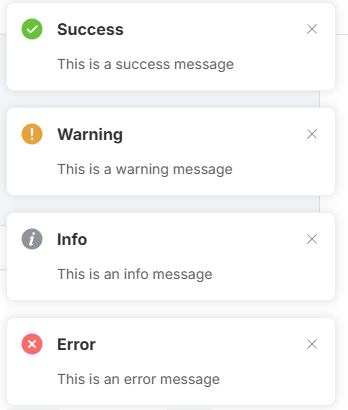 Success
This is a success message
Warning
This is a warning message
Info
This is an info message
Error
This is an error message